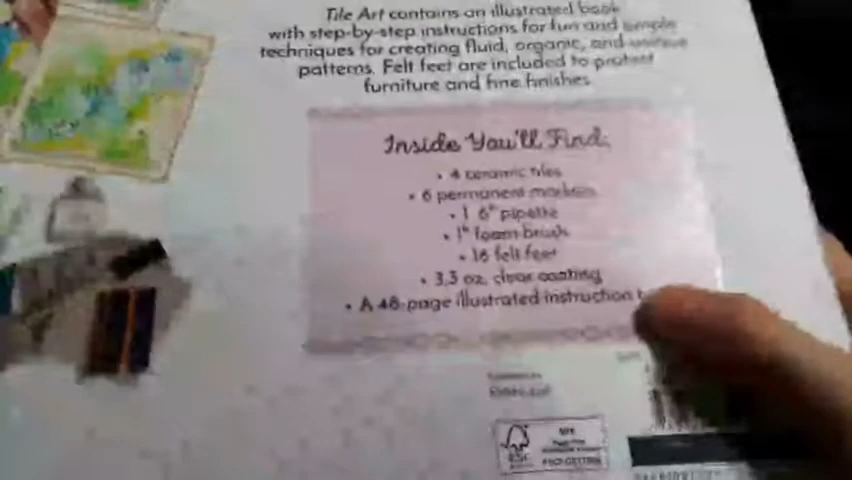 Tile Art contains an illustrated book
with step-by-step instructions for fun and simple
techniques for creating fluid, organic, and unique
patterns. Felt feet are included to protect
furniture and fine finishes.
Inside You'll Find:
• 4 ceramic tiles
• 6 permanent markers
• 1 6" pipette
• 1" foam brush
• 16 felt feet
• 3.3 oz. clear coating
• A 48-page illustrated instruction
FSC
MIX